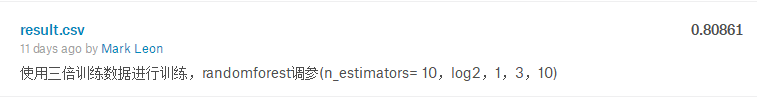 result.csv
0.80861
11 days ago by Mark Leon
使用三倍训练数据进行训练，randomforest调参(n_estimators= 10，log2，1，3，10)